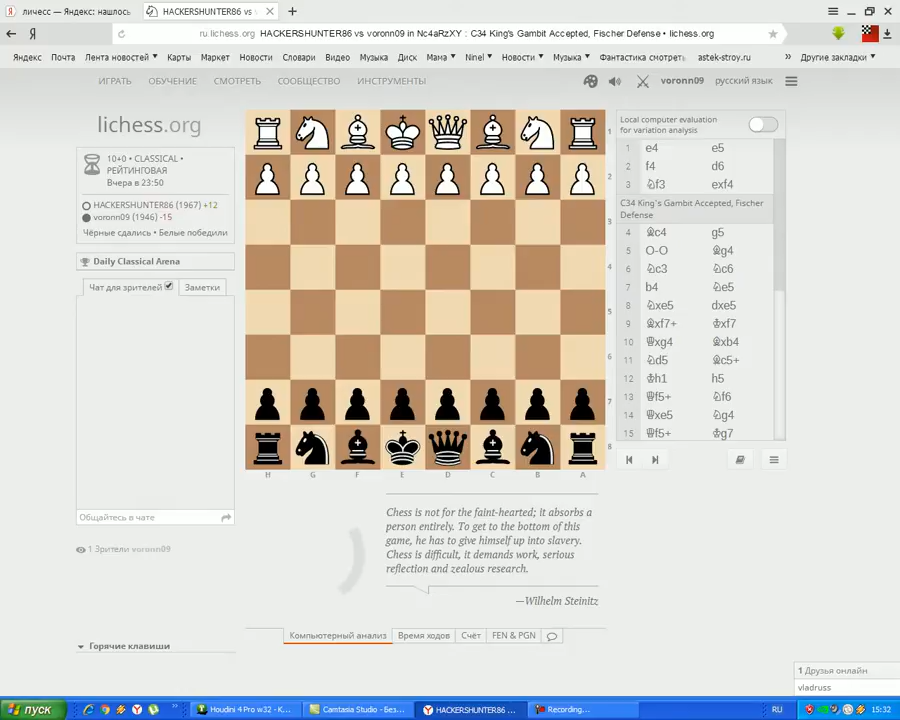 личесс — Яндекс: нашлось
HACKERSHUNTER86 vs
ru.lichess.org HACKERSHUNTER86 vs voronn09 in Nc4aRzXY : C34 King's Gambit Accepted, Fischer Defense • lichess.org
Яндекс Почта Лента новостей Карты Маркет Новости Словари Видео Музыка Диск Мама Ninel Новости Музыка Фантастика смотреть astek-stroy.ru » Другие закладки
ИГРАТЬ ОБУЧЕНИЕ СМОТРЕТЬ СООБЩЕСТВО ИНСТРУМЕНТЫ
voronn09 русский язык
lichess.org
10+0 • CLASSICAL •
РЕЙТИНГОВАЯ
Вчера в 23:50
HACKERSHUNTER86 (1967) +12
voronn09 (1946) -15
Чёрные сдались • Белые победили
Daily Classical Arena
Чат для зрителей Заметки
Общайтесь в чате
1 Зрители voronn09
Горячие клавиши
1
2
3
4
5
6
7
8
H G F E D C B A
Local computer evaluation
for variation analysis
1 e4 e5
2 f4 d6
3 ♘f3 exf4
C34 King's Gambit Accepted, Fischer
Defense
4 ♗c4 g5
5 O-O ♗g4
6 ♘c3 ♘c6
7 b4 ♘e5
8 ♘xe5 dxe5
9 ♗xf7+ ♔xf7
10 ♕xg4 ♗xb4
11 ♘d5 ♗c5+
12 ♔h1 h5
13 ♕f5+ ♘f6
14 ♕xe5 ♘g4
15 ♕f5+ ♔g7
Chess is not for the faint-hearted; it absorbs a
person entirely. To get to the bottom of this
game, he has to give himself up into slavery.
Chess is difficult, it demands work, serious
reflection and zealous research.
—Wilhelm Steinitz
Компьютерный анализ Время ходов Счёт FEN & PGN
1 Друзья онлайн
vladruss
пуск
»
Houdini 4 Pro w32 - K...
Camtasia Studio - Без...
HACKERSHUNTER86 ...
Recording...
RU
15:32